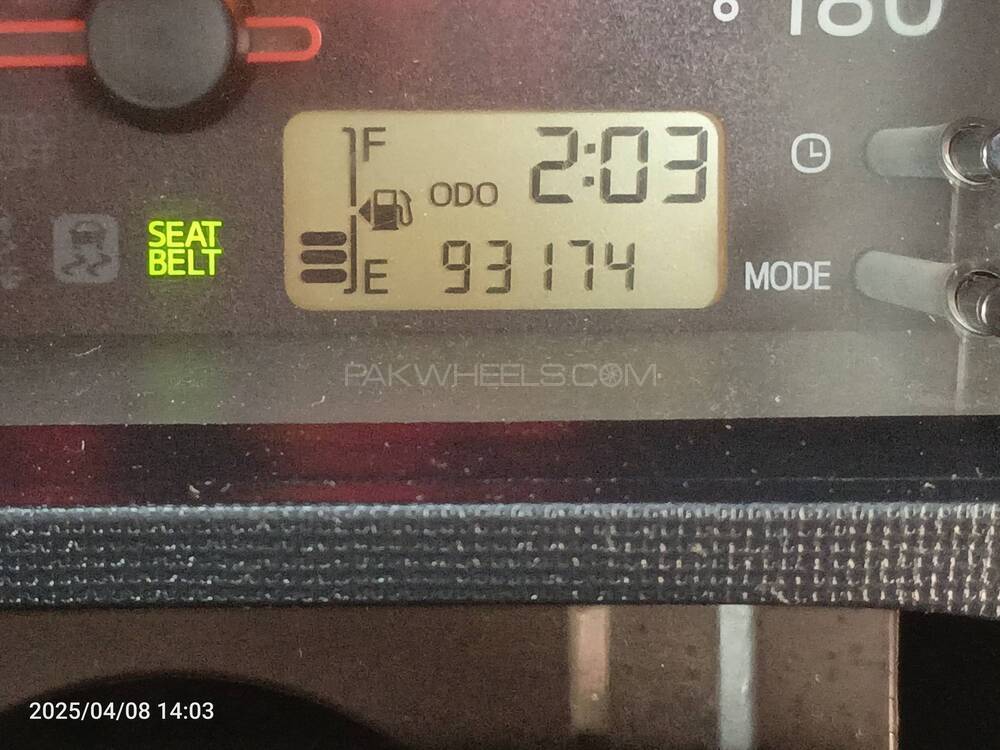 180
F
2:03
ODO
SEAT
BELT
E
93174
MODE
PAKWHEELS.COM
2025/04/08 14:03